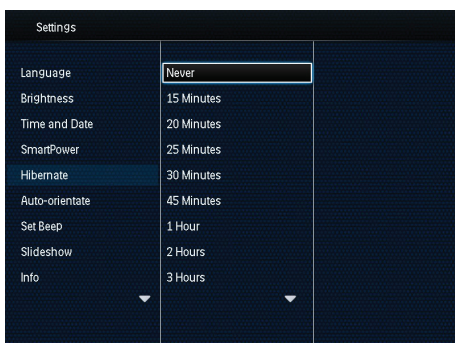 Settings
Language
Brightness
Time and Date
SmartPower
Hibernate
Auto-orientate
Set Beep
Slideshow
Info
Never
15 Minutes
20 Minutes
25 Minutes
30 Minutes
45 Minutes
1 Hour
2 Hours
3 Hours